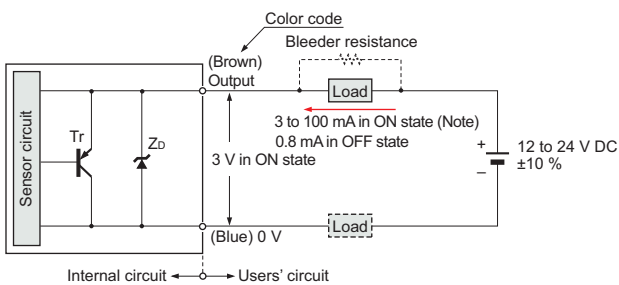 Color code
Bleeder resistance
(Brown)
Output
Load
3 to 100 mA in ON state (Note)
0.8 mA in OFF state
Sensor circuit
Tr
ZD
3 V in ON state
+
12 to 24 V DC
±10 %
–
Load
(Blue) 0 V
Internal circuit
Users' circuit